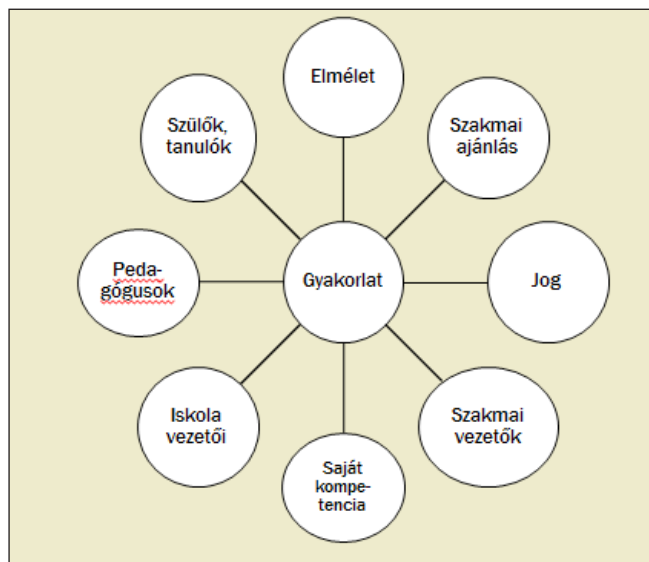 Elmélet
Szakmai
ajánlás
Jog
Szakmai
vezetők
Saját
kompe-
tencia
Iskola
vezetői
Peda-
gógusok
Szülők,
tanulók
Gyakorlat